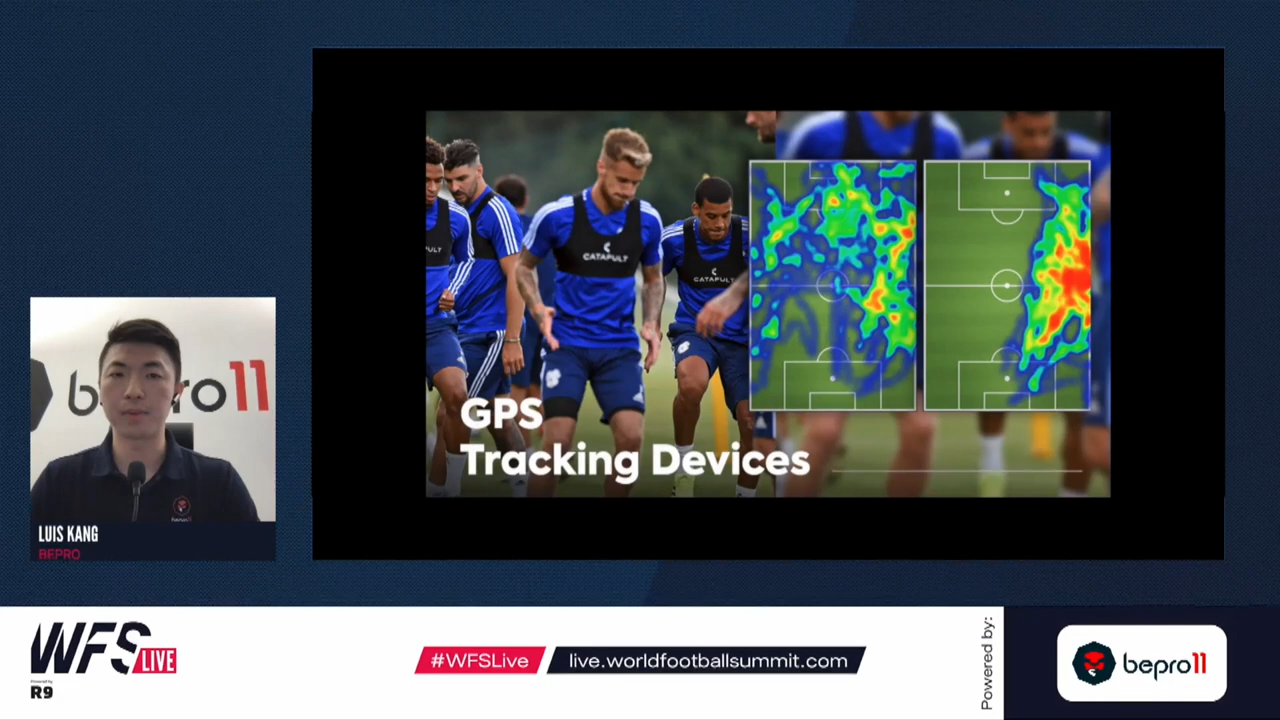 CATAPULT
CATAPULT
PULT
GPS
Tracking Devices
bepro11
LUIS KANG
BEPRO
WFS LIVE
R9
#WFSLive
live.worldfootballsummit.com
Powered by:
bepro11